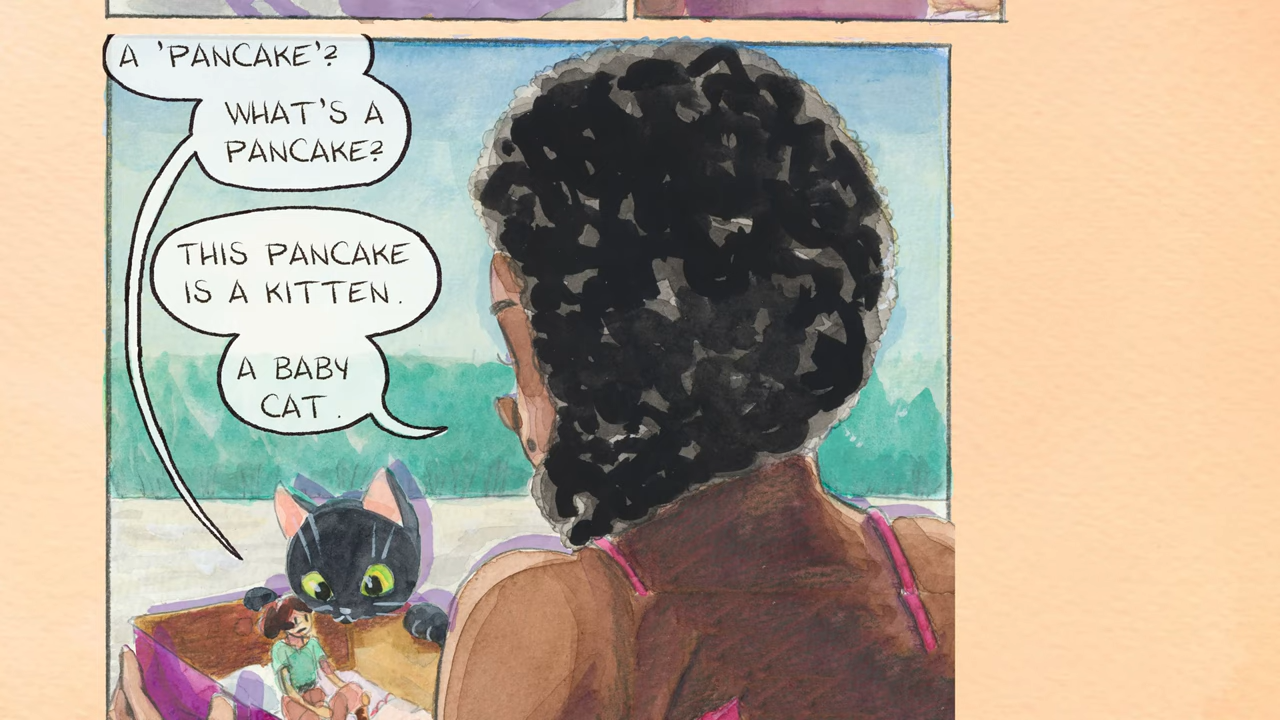 A 'PANCAKE'?
WHAT'S A
PANCAKE?
THIS PANCAKE
IS A KITTEN.
A BABY
CAT.